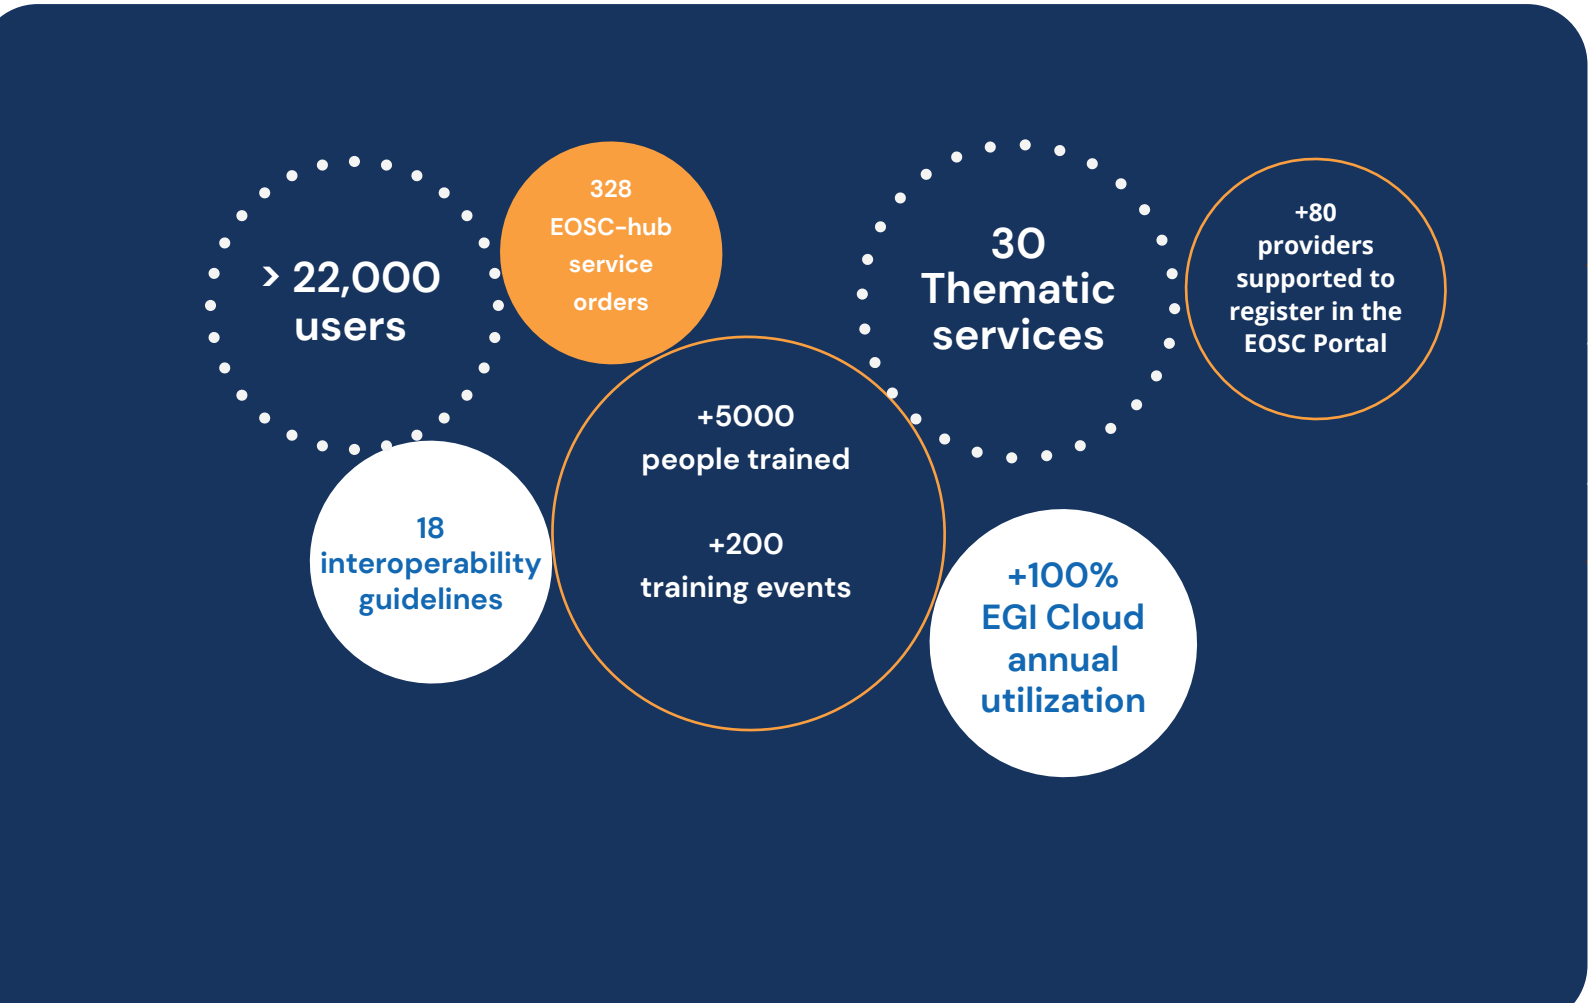 > 22,000
users
328
EOSC-hub
service
orders
30
Thematic
services
+80
providers
supported to
register in the
EOSC Portal
+5000
people trained
+200
training events
18
interoperability
guidelines
+100%
EGI Cloud
annual
utilization